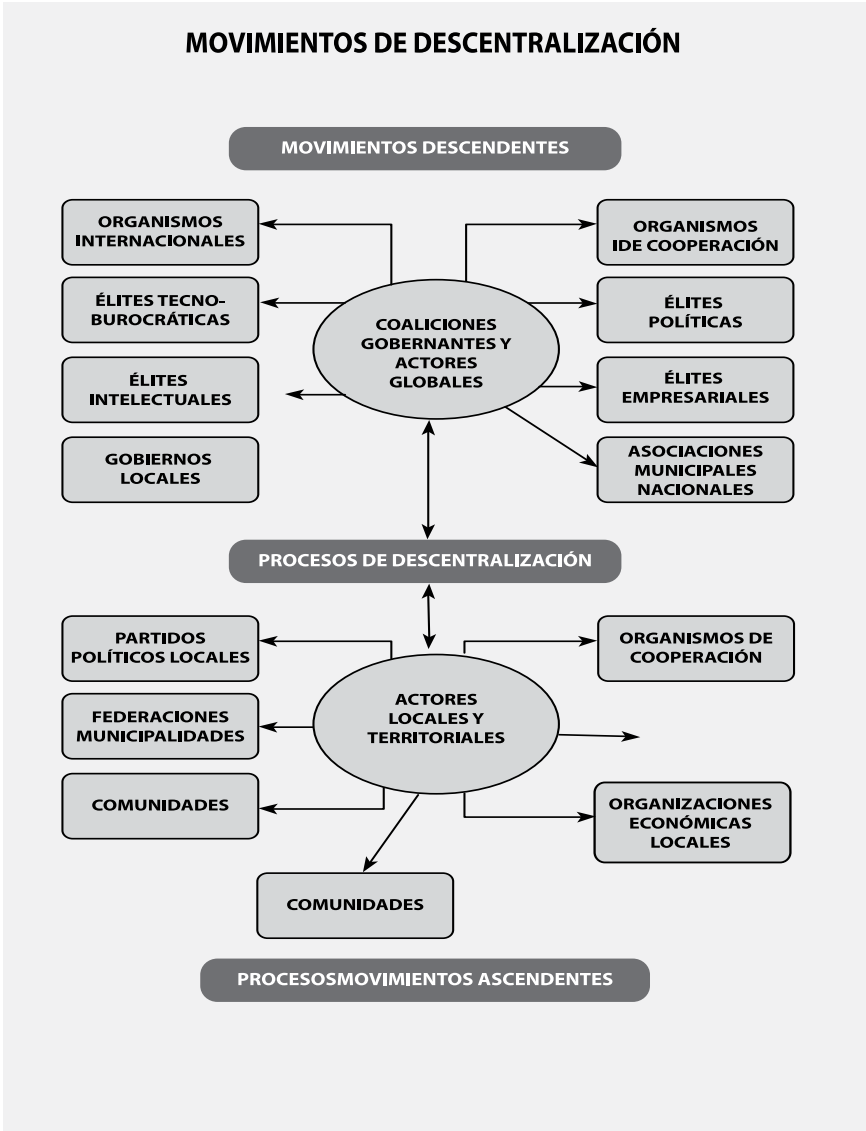 MOVIMIENTOS DE DESCENTRALIZACIÓN
MOVIMIENTOS DESCENDENTES
ORGANISMOS
INTERNACIONALES
ORGANISMOS
IDE COOPERACIÓN
ÉLITES TECNO-
BUROCRÁTICAS
ÉLITES
POLÍTICAS
COALICIONES
GOBERNANTES Y
ACTORES
GLOBALES
ÉLITES
INTELECTUALES
ÉLITES
EMPRESARIALES
GOBIERNOS
LOCALES
ASOCIACIONES
MUNICIPALES
NACIONALES
PROCESOS DE DESCENTRALIZACIÓN
PARTIDOS
POLÍTICOS LOCALES
ORGANISMOS DE
COOPERACIÓN
ACTORES
LOCALES Y
TERRITORIALES
FEDERACIONES
MUNICIPALIDADES
COMUNIDADES
ORGANIZACIONES
ECONÓMICAS
LOCALES
COMUNIDADES
PROCESOSMOVIMIENTOS ASCENDENTES